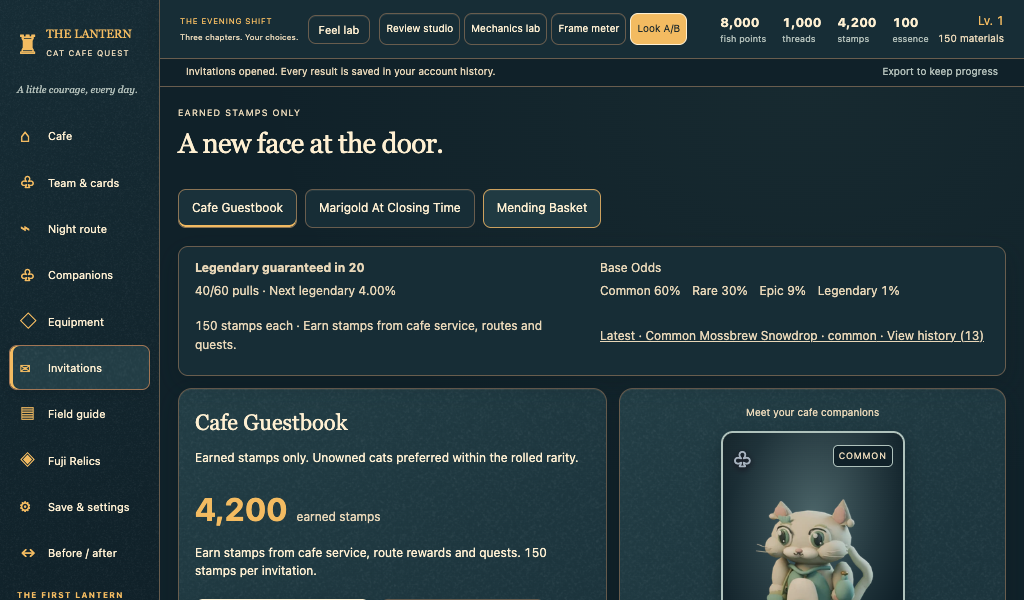 THE LANTERN
CAT CAFE QUEST
A little courage, every day.
Cafe
Team & cards
Night route
Companions
Equipment
Invitations
Field guide
Fuji Relics
Save & settings
Before / after
THE FIRST LANTERN
THE EVENING SHIFT
Three chapters. Your choices.
Feel lab
Review studio
Mechanics lab
Frame meter
Look A/B
8,000
fish points
1,000
threads
4,200
stamps
100
essence
Lv. 1
150 materials
Invitations opened. Every result is saved in your account history.
Export to keep progress
EARNED STAMPS ONLY
A new face at the door.
Cafe Guestbook
Marigold At Closing Time
Mending Basket
Legendary guaranteed in 20
40/60 pulls · Next legendary 4.00%
150 stamps each · Earn stamps from cafe service, routes and
quests.
Base Odds
Common 60% Rare 30% Epic 9% Legendary 1%
Latest · Common Mossbrew Snowdrop · common · View history (13)
Cafe Guestbook
Earned stamps only. Unowned cats preferred within the rolled rarity.
4,200 earned stamps
Earn stamps from cafe service, route rewards and quests. 150
stamps per invitation.
Meet your cafe companions
COMMON